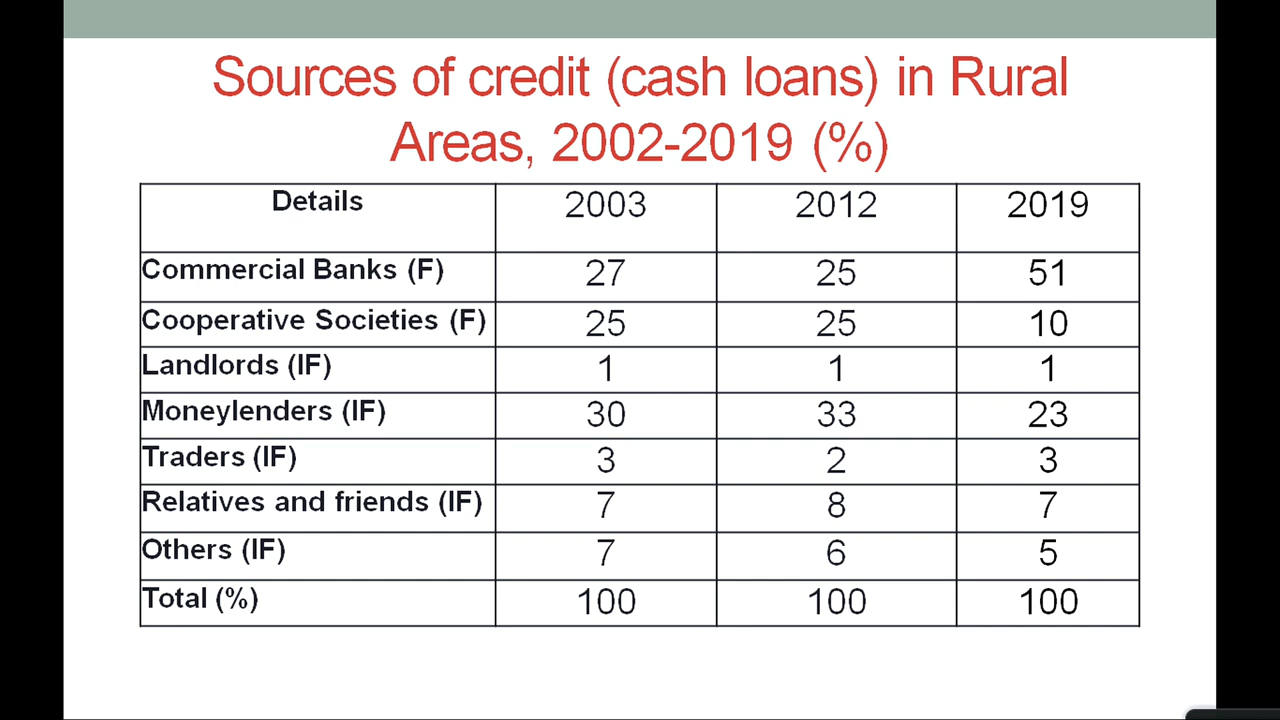 Sources of credit (cash loans) in Rural
Areas, 2002-2019 (%)
Details 2003 2012 2019
Commercial Banks (F) 27 25 51
Cooperative Societies (F) 25 25 10
Landlords (IF) 1 1 1
Moneylenders (IF) 30 33 23
Traders (IF) 3 2 3
Relatives and friends (IF) 7 8 7
Others (IF) 7 6 5
Total (%) 100 100 100